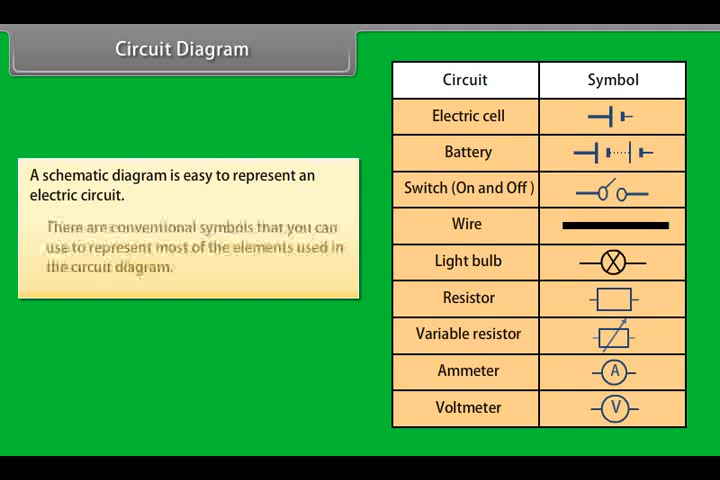 Circuit Diagram
A schematic diagram is easy to represent an
electric circuit.
There are conventional symbols that you can
use to represent most of the elements used in
the circuit diagram.
Circuit Symbol
Electric cell
Battery
Switch (On and Off )
Wire
Light bulb
Resistor
Variable resistor
Ammeter A
Voltmeter V